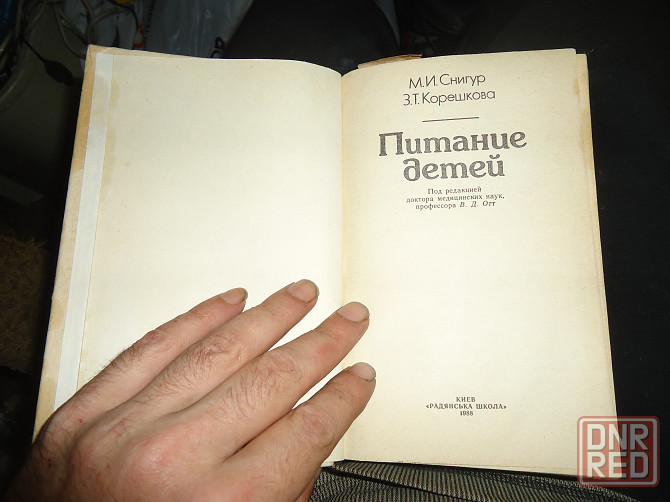 М.И. Снигур
З.Т. Корешкова
Питание
детей
Под редакцией
доктора медицинских наук,
профессора В. Д. Отт
КИЕВ
«РАДЯНСЬКА ШКОЛА»
1988
DNR
RED